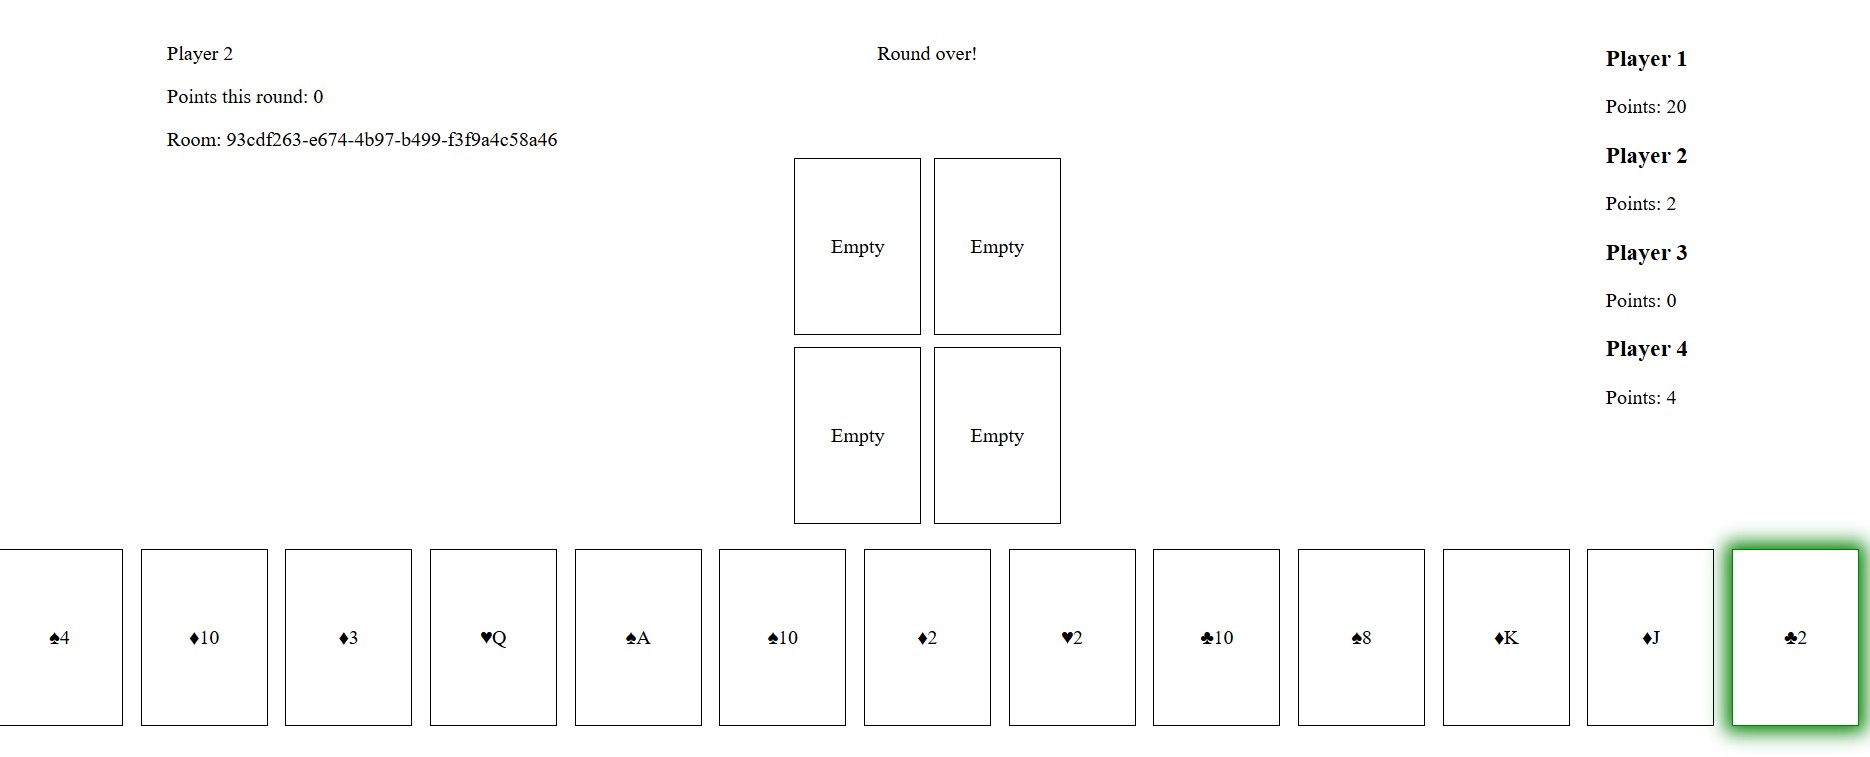 Player 2
Points this round: 0
Room: 93cdf263-e674-4b97-b499-f3f9a4c58a46
Round over!
Player 1
Points: 20
Player 2
Points: 2
Player 3
Points: 0
Player 4
Points: 4
Empty Empty
Empty Empty
♠4 ♦10 ♦3 ♥Q ♠A ♠10 ♦2 ♥2 ♣10 ♠8 ♦K ♦J ♣2